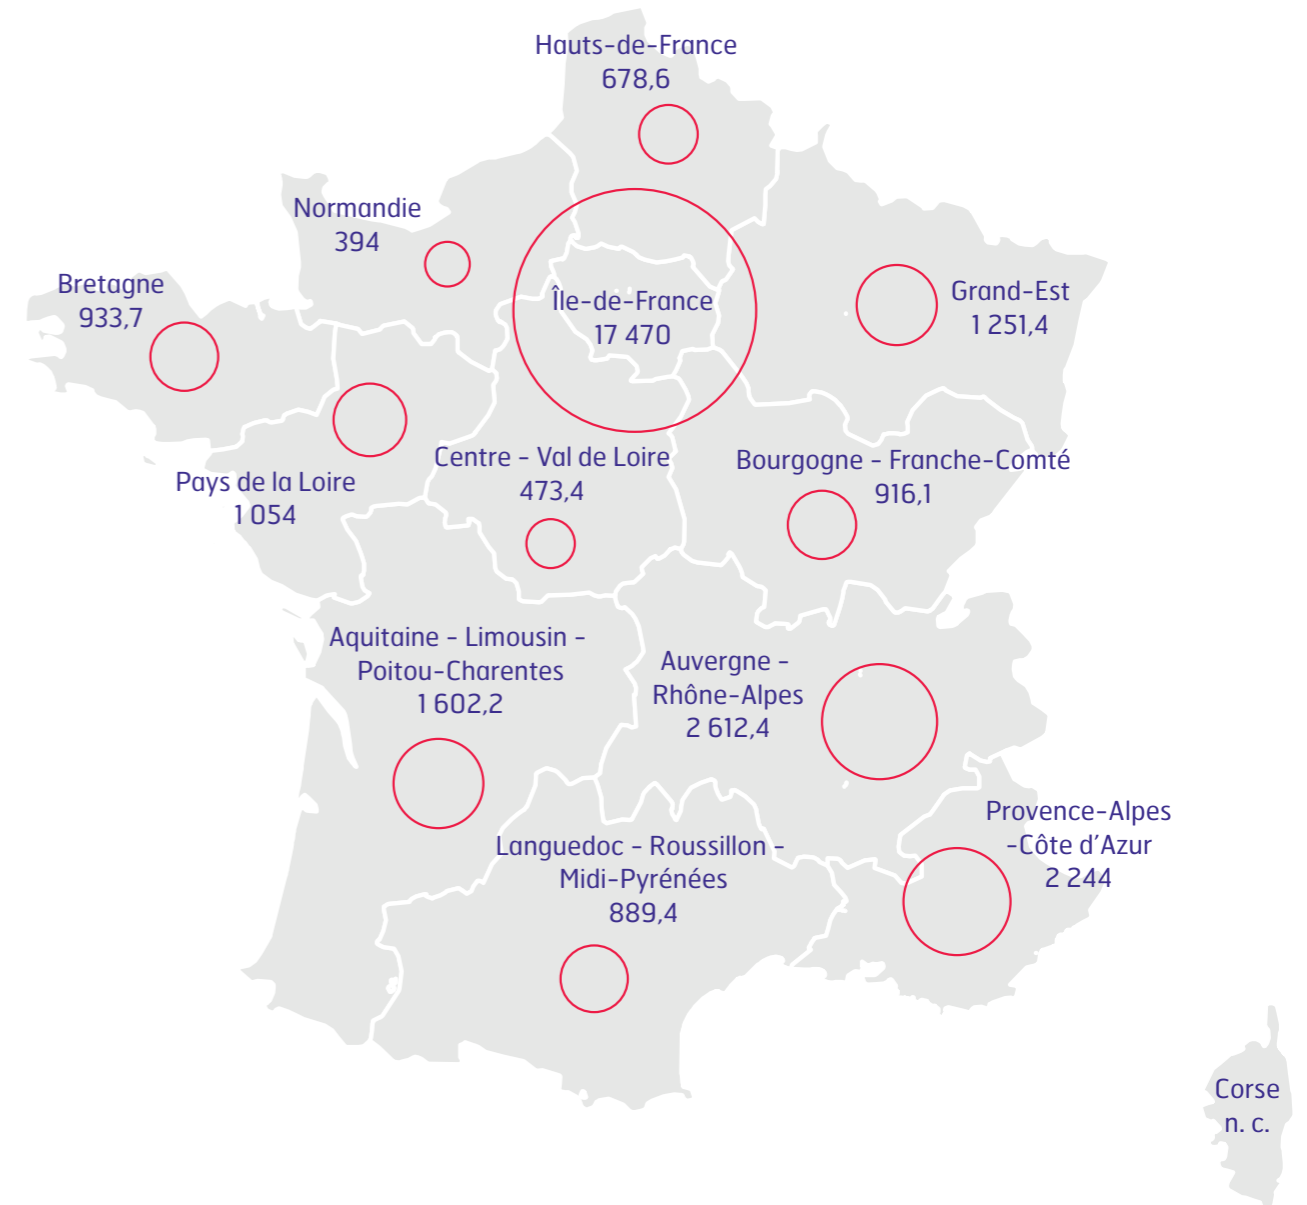 Hauts-de-France
678,6
Normandie
394
Bretagne
933,7
Île-de-France
17 470
Grand-Est
1 251,4
Pays de la Loire
1 054
Centre - Val de Loire
473,4
Bourgogne - Franche-Comté
916,1
Aquitaine - Limousin -
Poitou-Charentes
1 602,2
Auvergne -
Rhône-Alpes
2 612,4
Provence-Alpes
-Côte d’Azur
2 244
Languedoc - Roussillon -
Midi-Pyrénées
889,4
Corse
n. c.